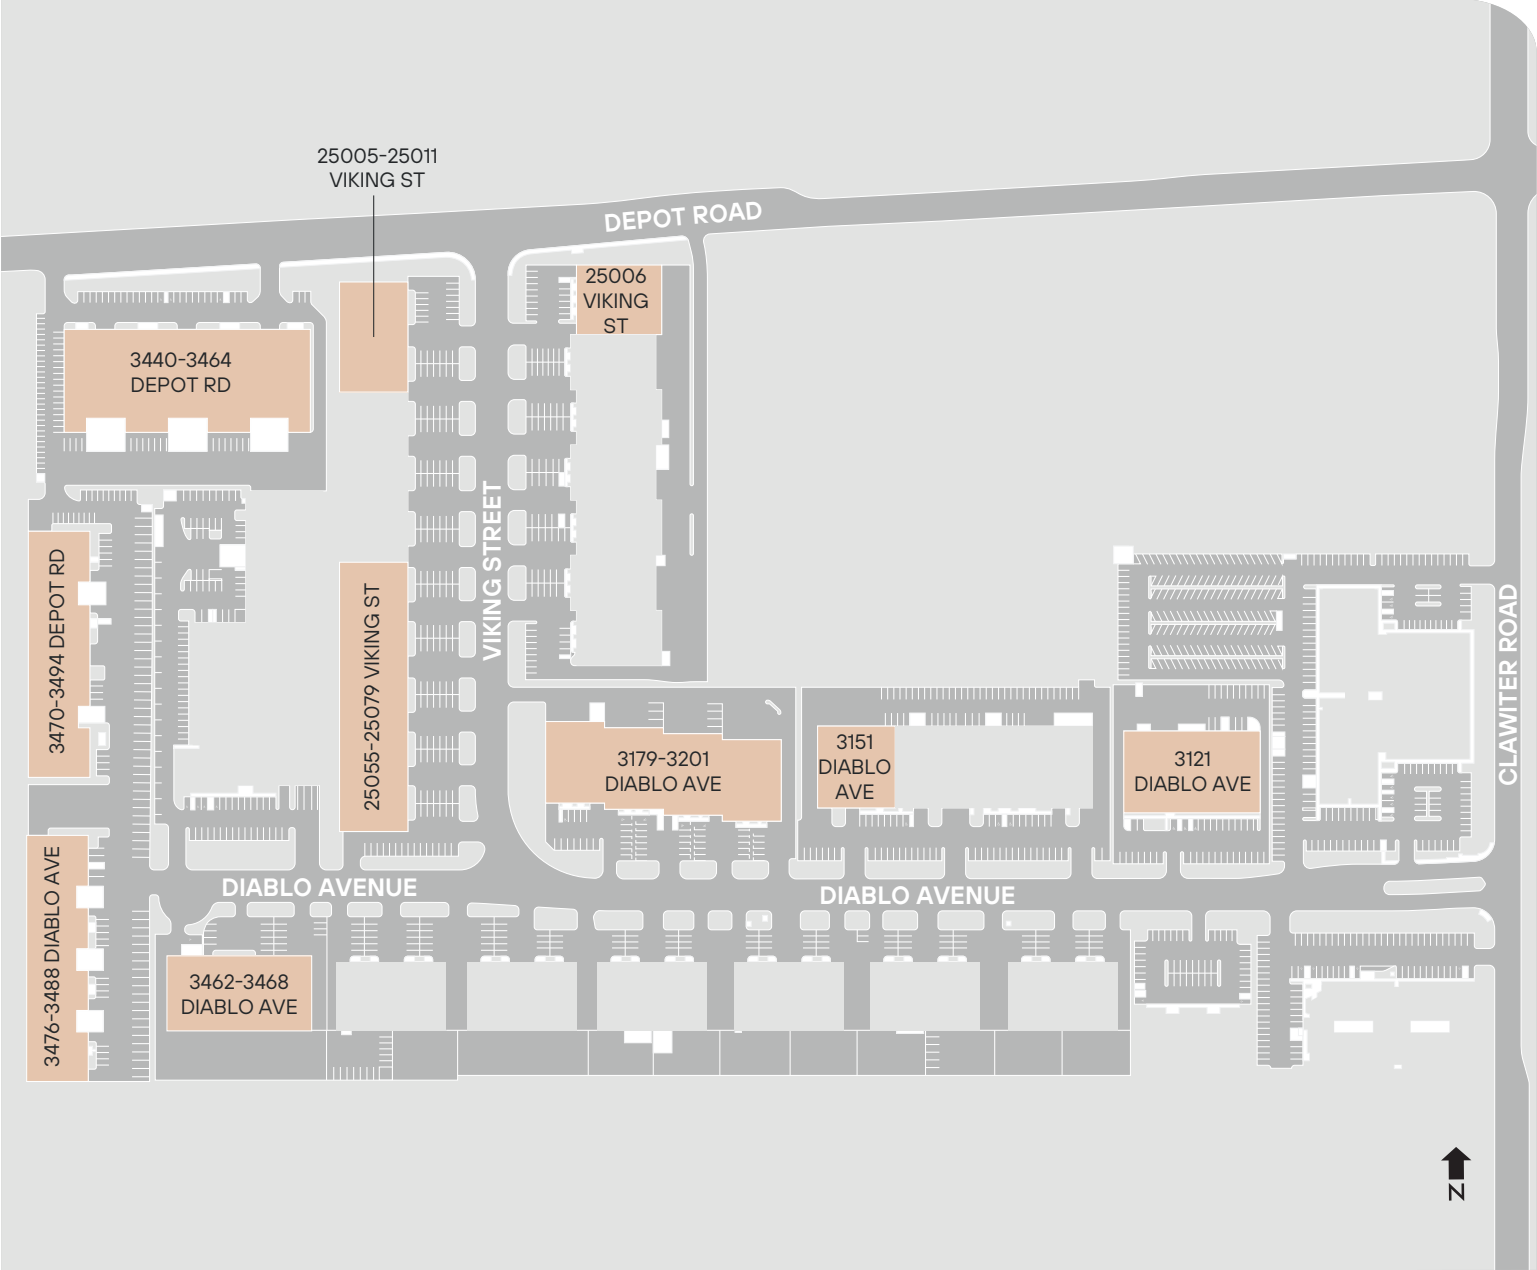 25005-25011
VIKING ST
DEPOT ROAD
25006
VIKING
ST
3440-3464
DEPOT RD
VIKING STREET
3470-3494 DEPOT RD
25055-25079 VIKING ST
CLAWITER ROAD
3179-3201
DIABLO AVE
3151
DIABLO
AVE
3121
DIABLO AVE
DIABLO AVENUE
DIABLO AVENUE
3476-3488 DIABLO AVE
3462-3468
DIABLO AVE
N